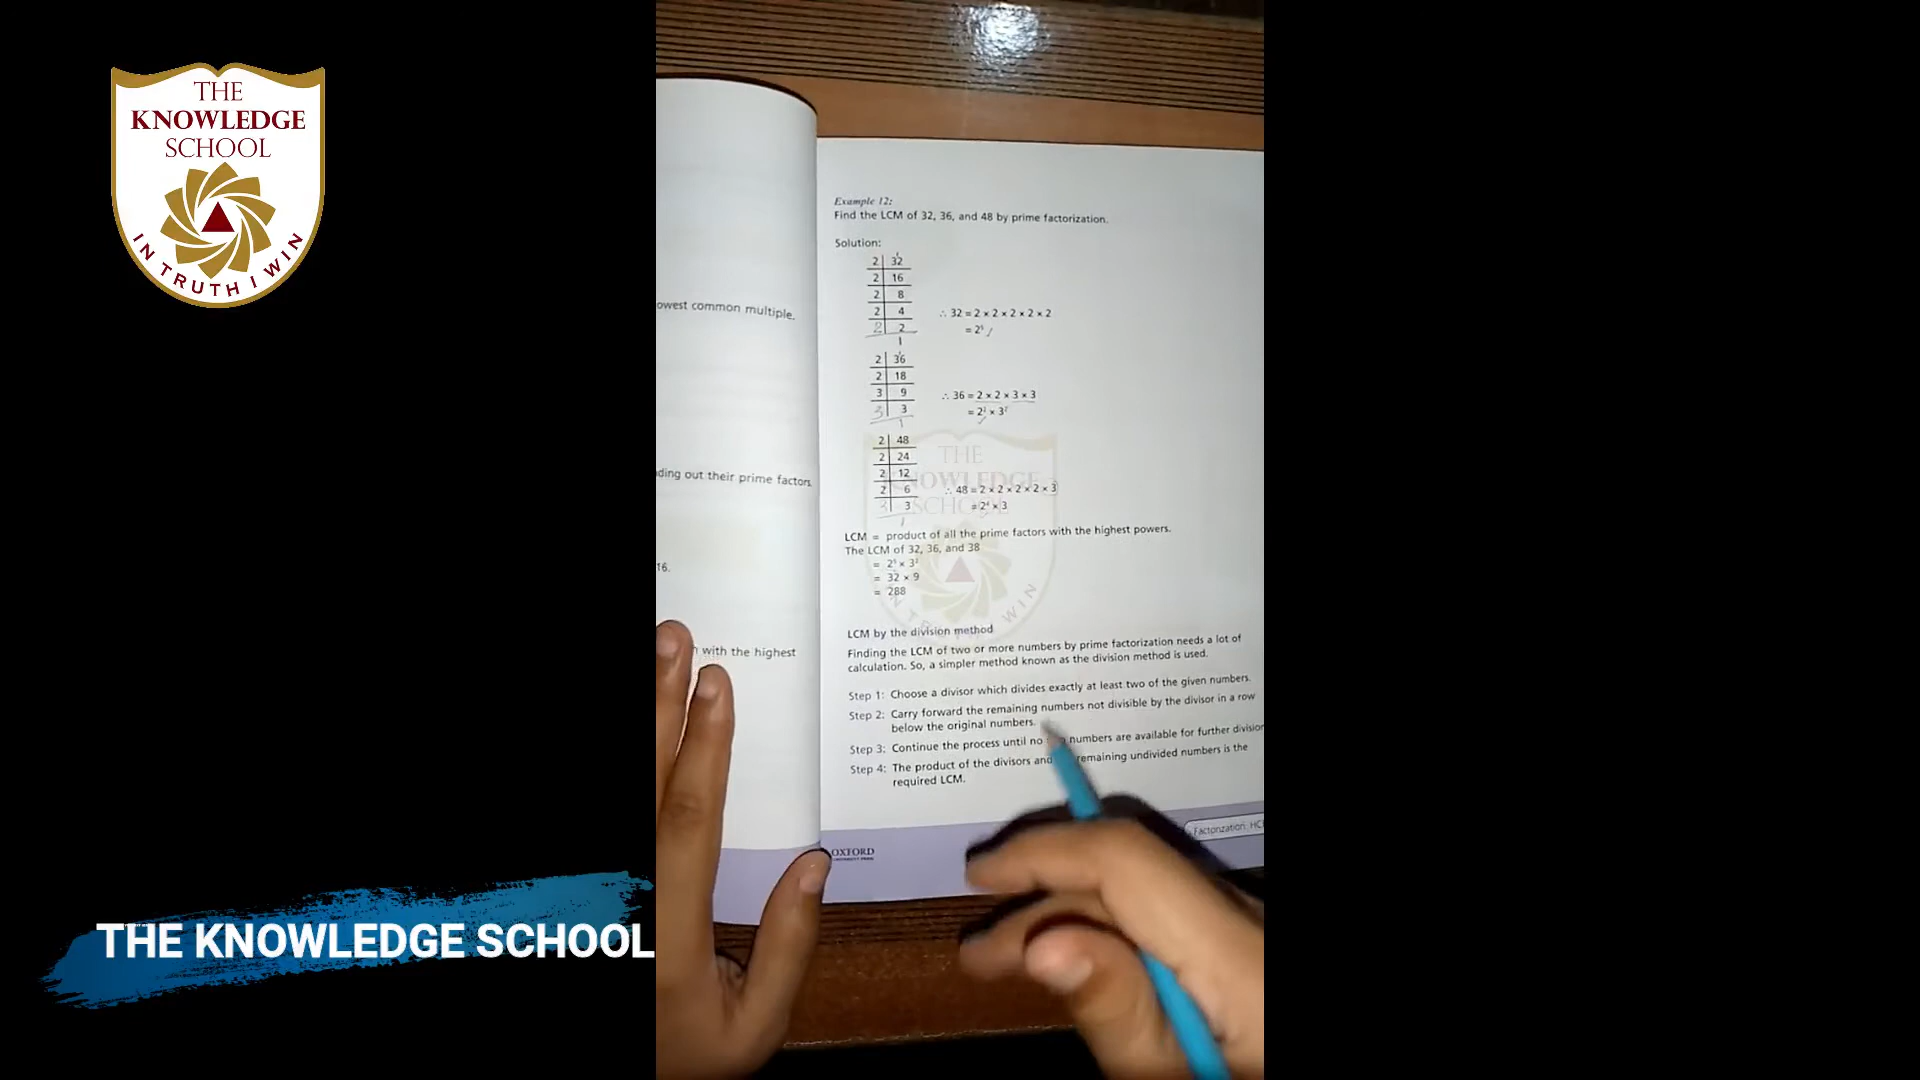 THE
KNOWLEDGE
SCHOOL
IN TRUTH I WIN
owest common multiple.
ding out their prime factors
16.
with the highest
Example 12:
Find the LCM of 32, 36, and 48 by prime factorization.
Solution:
2 32
2 16
2 8
2 4
2 2
1
∴ 32 = 2 × 2 × 2 × 2 × 2
= 2⁵
2 36
2 18
3 9
3 3
1
∴ 36 = 2 × 2 × 3 × 3
= 2² × 3²
2 48
2 24
2 12
2 6
3 3
1
∴ 48 = 2 × 2 × 2 × 2 × 3
= 2⁴ × 3
THE
KNOWLEDGE
SCHOOL
IN TRUTH I WIN
LCM = product of all the prime factors with the highest powers.
The LCM of 32, 36, and 38
= 2⁵ × 3²
= 32 × 9
= 288
LCM by the division method
Finding the LCM of two or more numbers by prime factorization needs a lot of
calculation. So, a simpler method known as the division method is used.
Step 1: Choose a divisor which divides exactly at least two of the given numbers.
Step 2: Carry forward the remaining numbers not divisible by the divisor in a row
below the original numbers.
Step 3: Continue the process until no numbers are available for further division
Step 4: The product of the divisors and remaining undivided numbers is the
required LCM.
Factorization: HC
OXFORD
UNIVERSITY PRESS
THE KNOWLEDGE SCHOOL